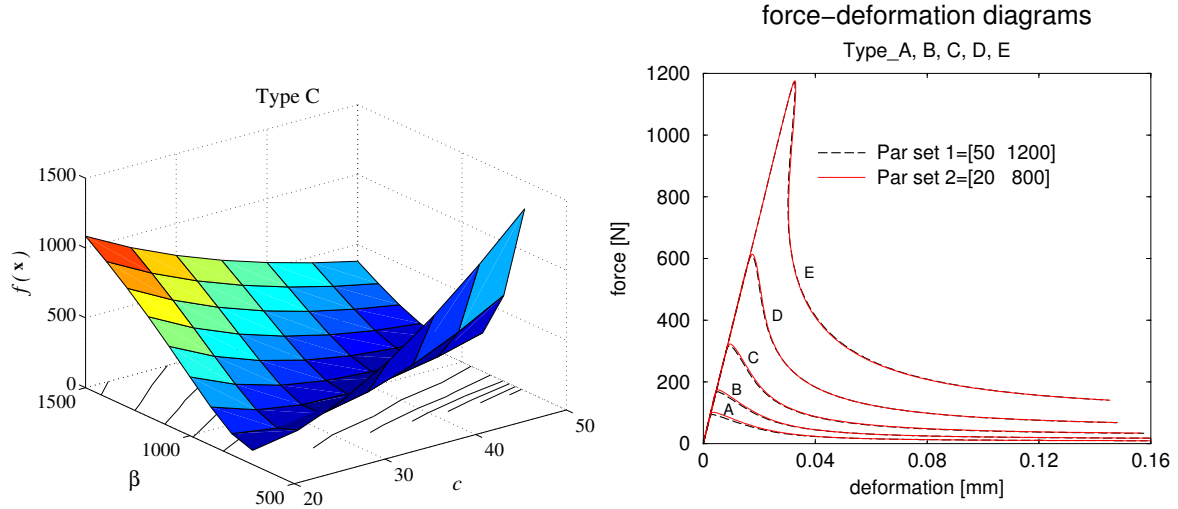 Type C
1500
1000
500
0
f ( x )
1500
1000
500
β
20
30
40
50
c
force−deformation diagrams
Type_A, B, C, D, E
1200
1000
800
600
400
200
0
force [N]
Par set 1=[50 1200]
Par set 2=[20 800]
E
D
C
B
A
0
0.04
0.08
0.12
0.16
deformation [mm]